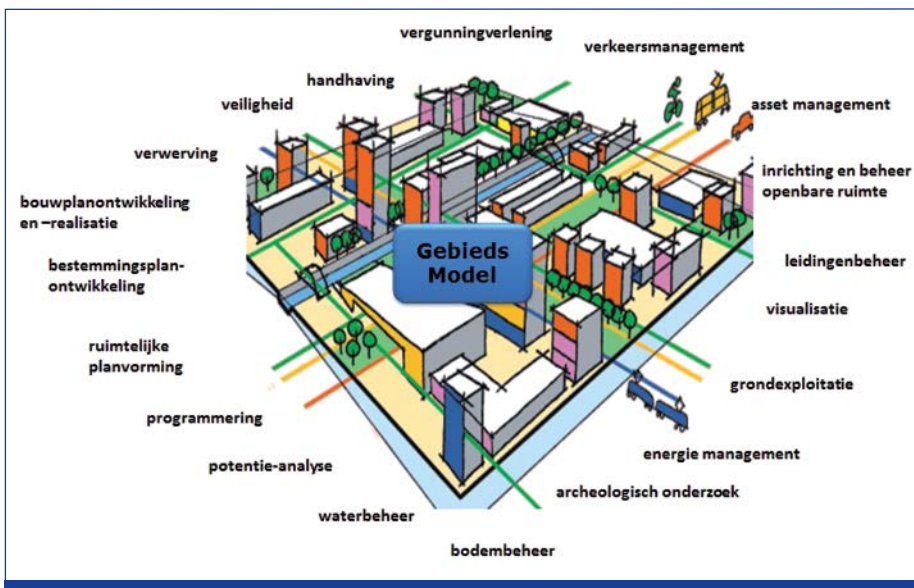 vergunningverlening
verkeersmanagement
handhaving
asset management
veiligheid
verwerving
inrichting en beheer
openbare ruimte
bouwplanontwikkeling
en –realisatie
Gebieds
Model
bestemmingsplan-
ontwikkeling
leidingenbeheer
visualisatie
ruimtelijke
planvorming
grondexploitatie
programmering
energie management
potentie-analyse
archeologisch onderzoek
waterbeheer
bodembeheer